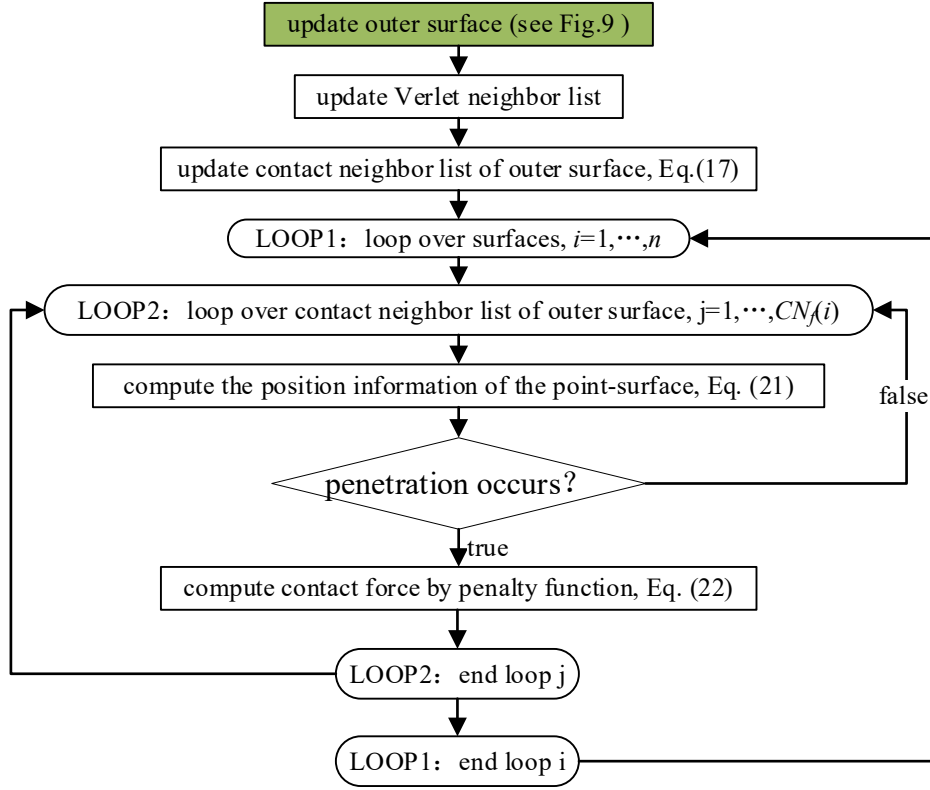 update outer surface (see Fig.9 )
update Verlet neighbor list
update contact neighbor list of outer surface, Eq.(17)
LOOP1：loop over surfaces, i=1,⋯,n
LOOP2：loop over contact neighbor list of outer surface, j=1,⋯,CNf(i)
compute the position information of the point-surface, Eq. (21)
false
penetration occurs？
true
compute contact force by penalty function, Eq. (22)
LOOP2：end loop j
LOOP1：end loop i